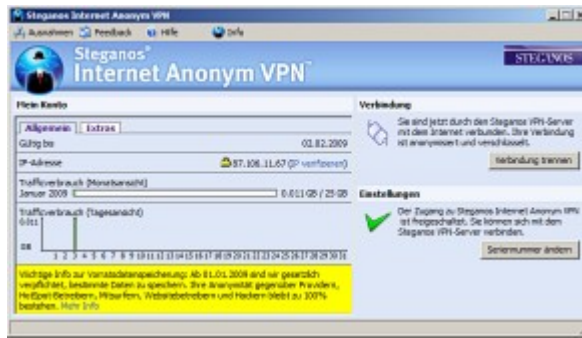 Steganos Internet Anonym VPN
Ausnahmen Feedback Hilfe Info
Steganos®
Internet Anonym VPN™
STEGANOS
Mein Konto
Allgemein Extras
Gültig bis 02.02.2009
IP-Adresse 87.106.11.67 (IP verifizieren)
Trafficverbrauch (Monatsansicht)
Januar 2009 0.011 GB / 25 GB
Trafficverbrauch (Tagesansicht)
0.011
GB
1 2 3 4 5 6 7 8 9 10 11 12 13 14 15 16 17 18 19 20 21 22 23 24 25 26 27 28 29 30 31
Wichtige Info zur Vorratsdatenspeicherung: Ab 01.01.2009 sind wir gesetzlich
verpflichtet, bestimmte Daten zu speichern. Ihre Anonymität gegenüber Providern,
HotSpot-Betreibern, Mitsurfern, Websitebetreibern und Hackern bleibt zu 100%
bestehen. Mehr Info
Verbindung
Sie sind jetzt durch den Steganos VPN-Server
mit dem Internet verbunden. Ihre Verbindung
ist anonymisiert und verschlüsselt.
Verbindung trennen
Einstellungen
Der Zugang zu Steganos Internet Anonym VPN
ist freigeschaltet. Sie können sich mit dem
Steganos VPN-Server verbinden.
Seriennummer ändern